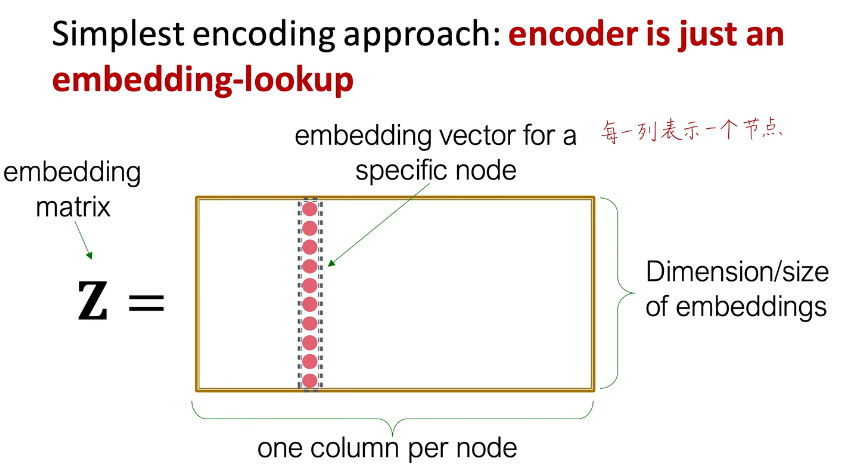 Simplest encoding approach: encoder is just an
embedding-lookup
embedding vector for a
specific node
每一列表示一个节点
embedding
matrix
Z =
Dimension/size
of embeddings
one column per node